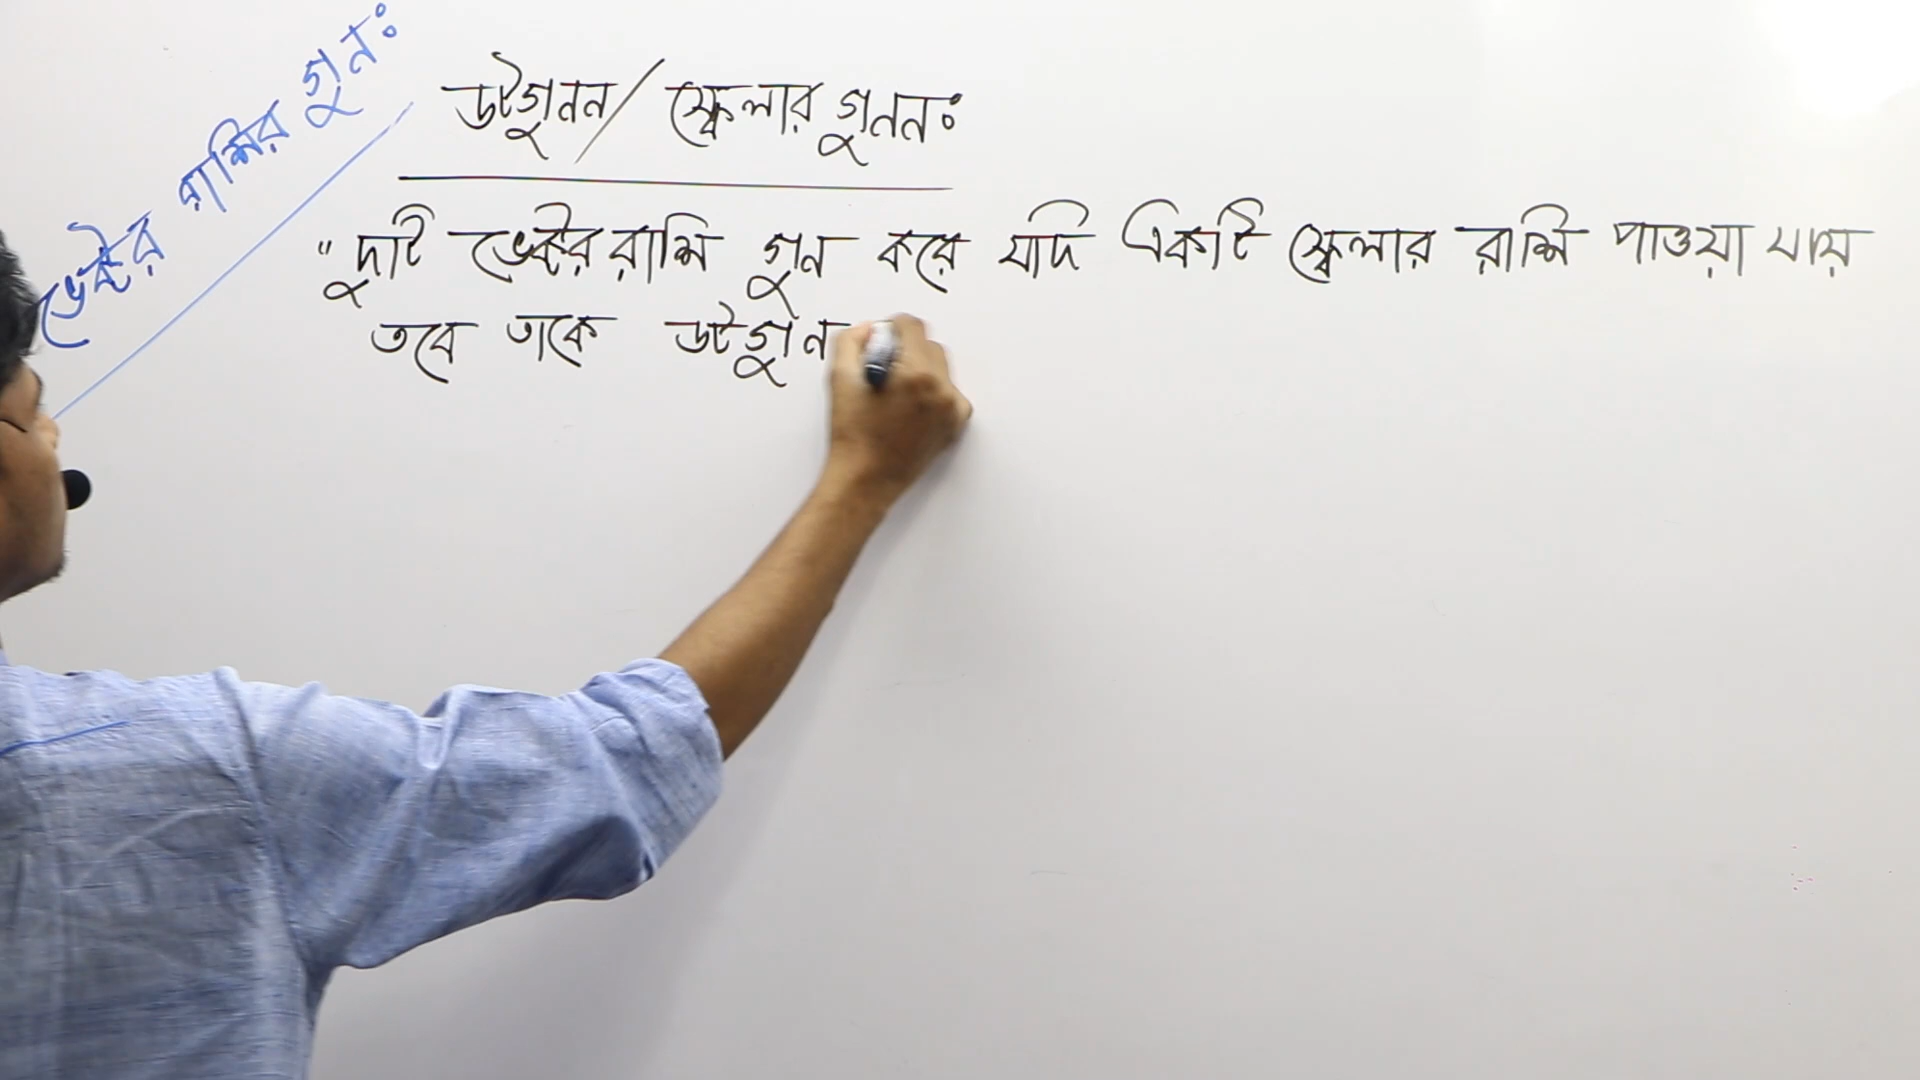 ভেক্টর রাশির গুন:
ডটগুনন/স্কেলার গুনন:
"দুটি ভেক্টর রাশি গুন করে যদি একটি স্কেলার রাশি পাওয়া যায়
তবে তাকে ডটগুন